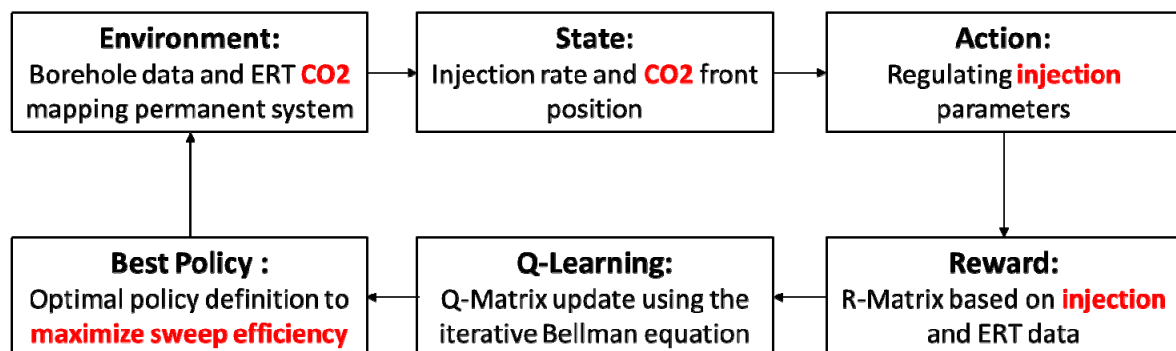 Environment:
Borehole data and ERT CO2
mapping permanent system
State:
Injection rate and CO2 front
position
Action:
Regulating injection
parameters
Best Policy :
Optimal policy definition to
maximize sweep efficiency
Q-Learning:
Q-Matrix update using the
iterative Bellman equation
Reward:
R-Matrix based on injection
and ERT data